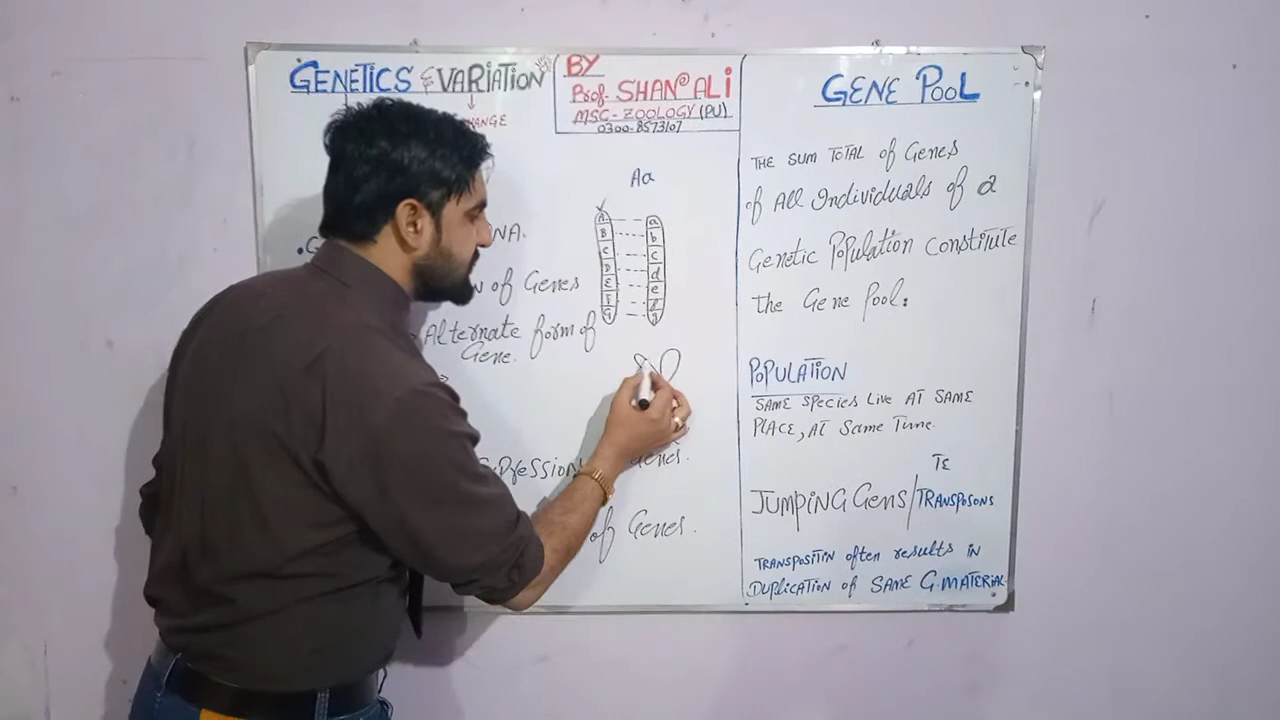 GENETICS & VARIATION
BY
Prof. SHAN ALI
MSC-ZOOLOGY (PU)
0300-8573107
Aa
of Genes
Alternate form of
Gene.
Genes.
of Genes.
A a
B b
C c
D d
E e
F f
G g
GENE POOL
THE SUM TOTAL of Genes
of All Individuals of a
Genetic Population constitute
the Gene Pool.
POPULATION
SAME SPECIES LIVE AT SAME
PLACE, AT Same Time.
TE
JUMPING GENS/TRANSPOSONS
TRANSPOSITIN often results IN
DUPLICATION of SAME G.MATERIAL